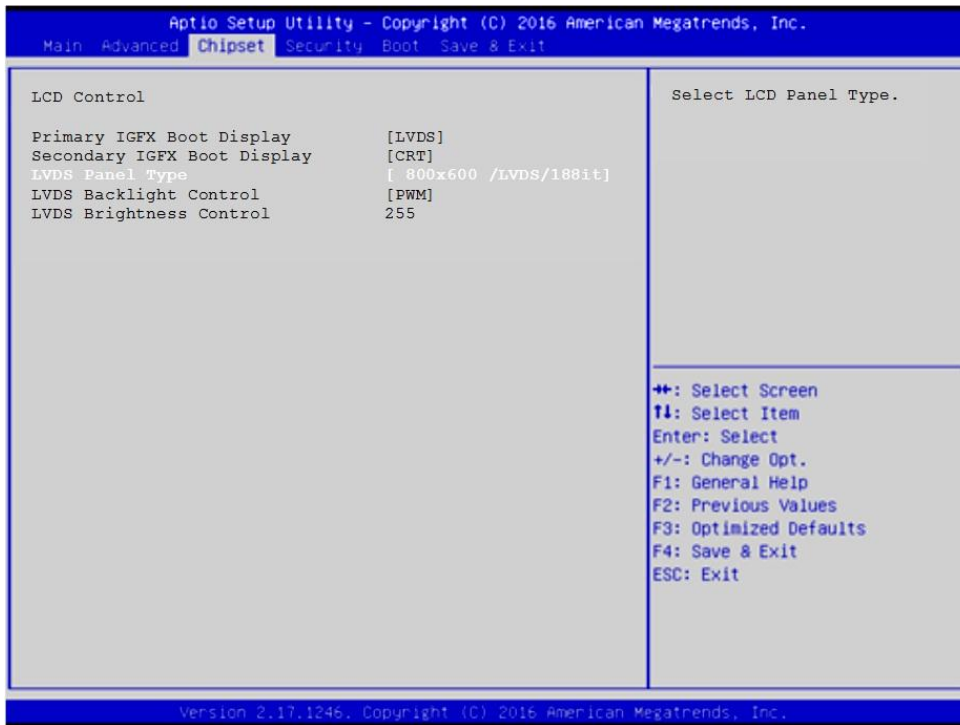 Aptio Setup Utility – Copyright (C) 2016 American Megatrends, Inc.
Main Advanced Chipset Security Boot Save & Exit
LCD Control
Primary IGFX Boot Display [LVDS]
Secondary IGFX Boot Display [CRT]
LVDS Panel Type [ 800x600 /LVDS/188it]
LVDS Backlight Control [PWM]
LVDS Brightness Control 255
Select LCD Panel Type.
→←: Select Screen
↑↓: Select Item
Enter: Select
+/-: Change Opt.
F1: General Help
F2: Previous Values
F3: Optimized Defaults
F4: Save & Exit
ESC: Exit
Version 2.17.1246. Copyright (C) 2016 American Megatrends, Inc.